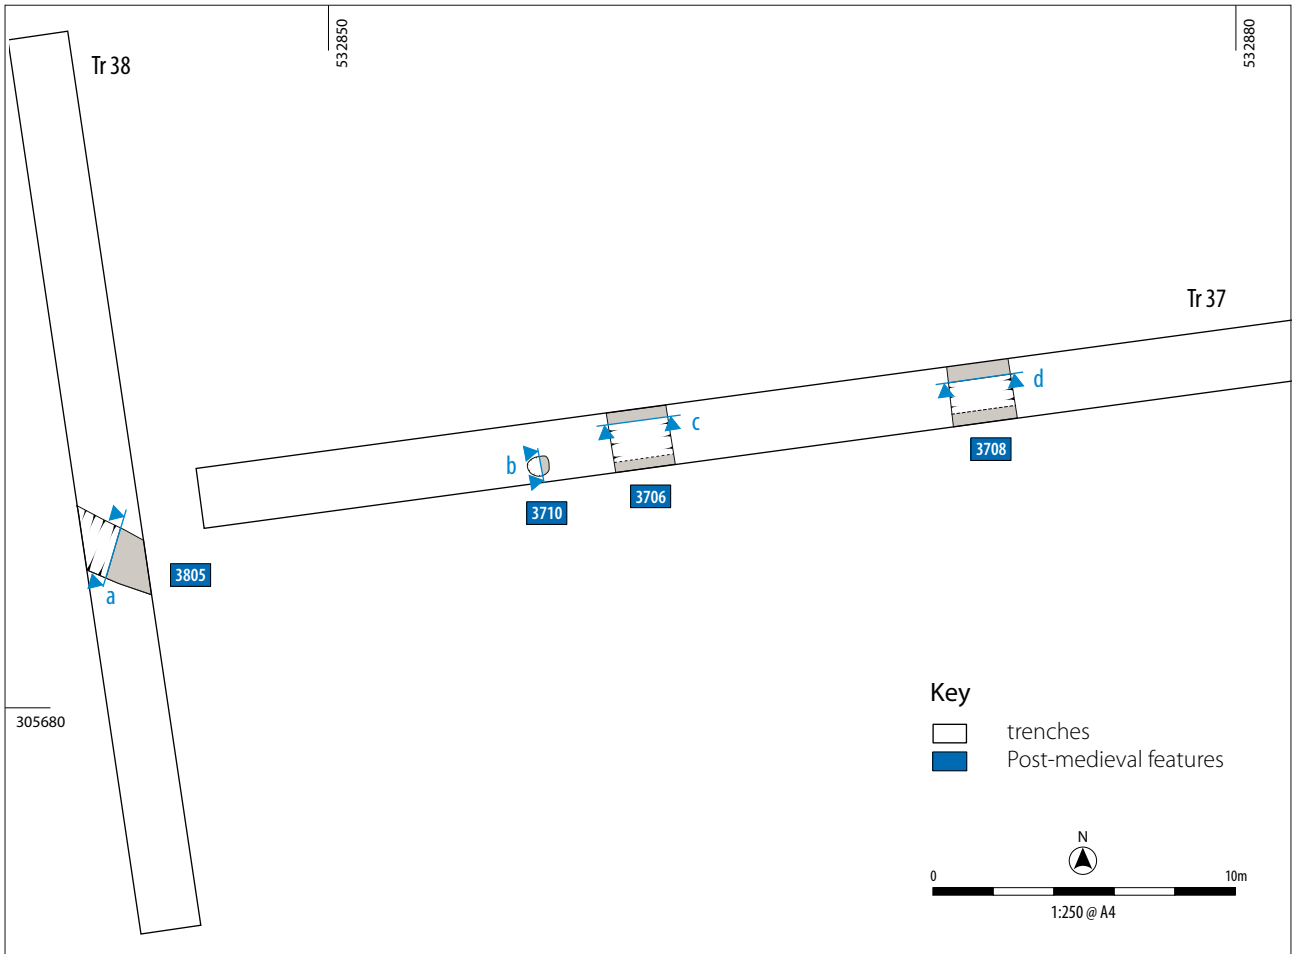 532850
532880
Tr 38
Tr 37
d
c
3708
b
3706
3710
3805
a
305680
Key
trenches
Post-medieval features
N
0 10m
1:250 @ A4